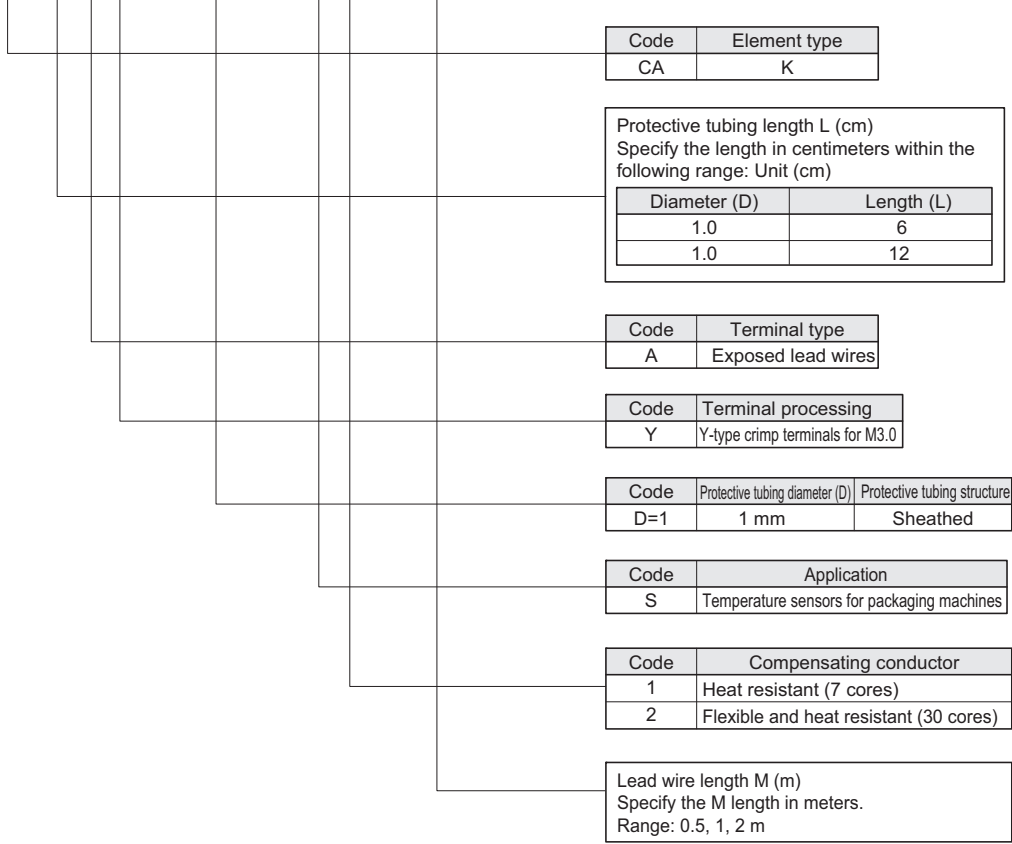 Code Element type
CA K
Protective tubing length L (cm)
Specify the length in centimeters within the
following range: Unit (cm)
Diameter (D) Length (L)
1.0 6
1.0 12
Code Terminal type
A Exposed lead wires
Code Terminal processing
Y Y-type crimp terminals for M3.0
Code Protective tubing diameter (D) Protective tubing structure
D=1 1 mm Sheathed
Code Application
S Temperature sensors for packaging machines
Code Compensating conductor
1 Heat resistant (7 cores)
2 Flexible and heat resistant (30 cores)
Lead wire length M (m)
Specify the M length in meters.
Range: 0.5, 1, 2 m